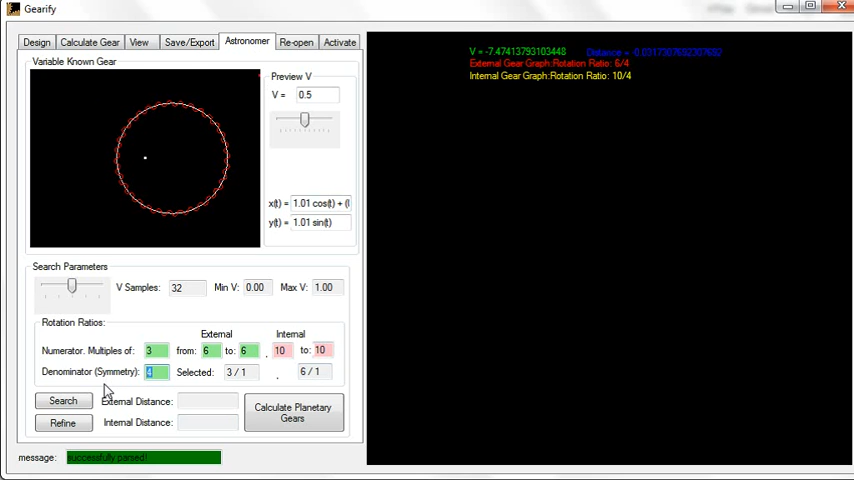 Gearify
Design Calculate Gear View Save/Export Astronomer Re-open Activate
Variable Known Gear
Preview V
V = 0.5
x(t) = 1.01 cos(t) + (
y(t) = 1.01 sin(t)
V = -7.47413793103448
External Gear Graph:Rotation Ratio: 6/4
Internal Gear Graph:Rotation Ratio: 10/4
Search Parameters
V Samples: 32 Min V: 0.00 Max V: 1.00
Rotation Ratios:
External Internal
Numerator. Multiples of: 3 from: 6 to: 6 , 10 to: 10
Denominator (Symmetry): 4 Selected: 3 / 1 , 6 / 1
Search External Distance:
Refine Internal Distance:
Calculate Planetary
Gears
message: successfully parsed!